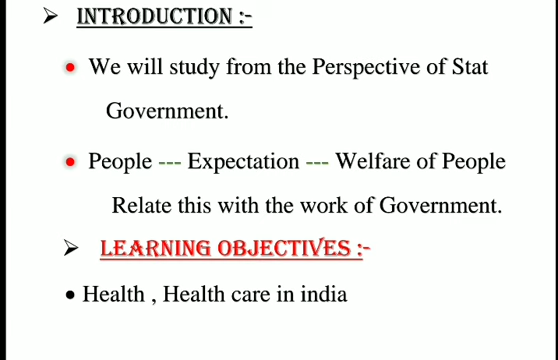 ➢ INTRODUCTION :-
• We will study from the Perspective of Stat
Government.
• People --- Expectation --- Welfare of People
Relate this with the work of Government.
➢ LEARNING OBJECTIVES :-
• Health , Health care in india